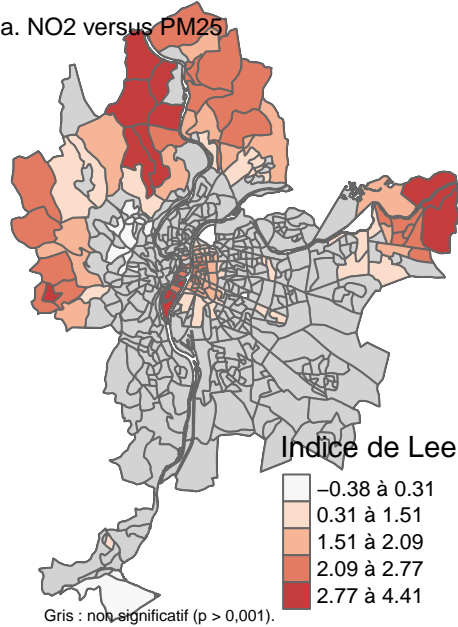 a. NO2 versus PM25
Indice de Lee
−0.38 à 0.31
0.31 à 1.51
1.51 à 2.09
2.09 à 2.77
2.77 à 4.41
Gris : non significatif (p > 0,001).